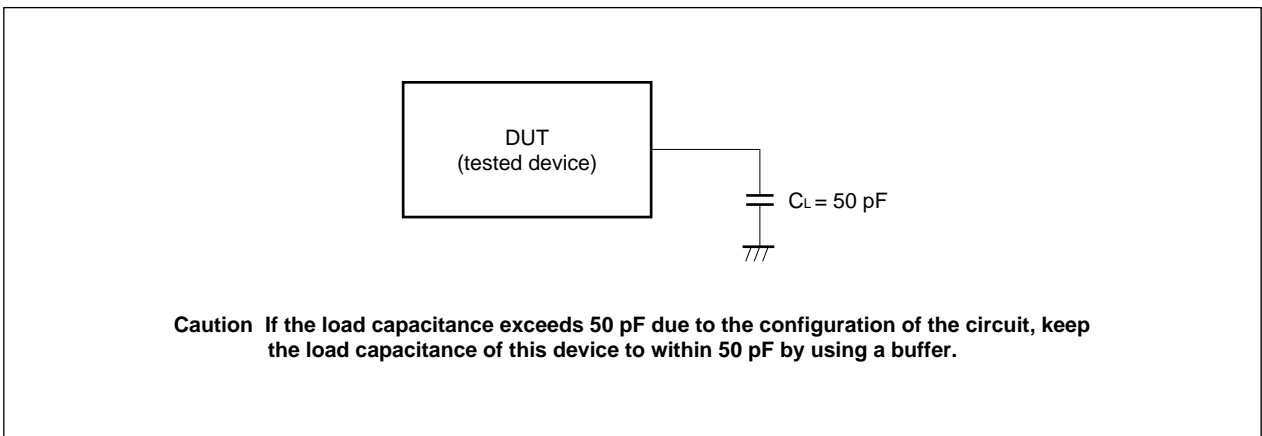 DUT
(tested device)
CL = 50 pF
Caution If the load capacitance exceeds 50 pF due to the configuration of the circuit, keep
the load capacitance of this device to within 50 pF by using a buffer.